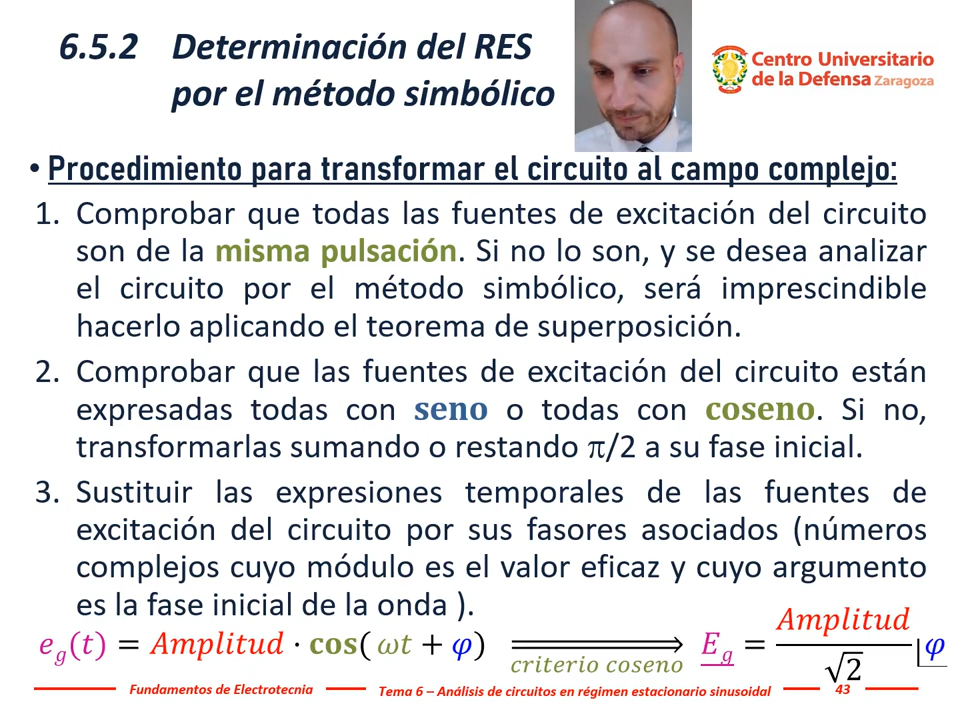 6.5.2 Determinación del RES
por el método simbólico
Centro Universitario
de la Defensa Zaragoza
• Procedimiento para transformar el circuito al campo complejo:
1. Comprobar que todas las fuentes de excitación del circuito
son de la misma pulsación. Si no lo son, y se desea analizar
el circuito por el método simbólico, será imprescindible
hacerlo aplicando el teorema de superposición.
2. Comprobar que las fuentes de excitación del circuito están
expresadas todas con seno o todas con coseno. Si no,
transformarlas sumando o restando π/2 a su fase inicial.
3. Sustituir las expresiones temporales de las fuentes de
excitación del circuito por sus fasores asociados (números
complejos cuyo módulo es el valor eficaz y cuyo argumento
es la fase inicial de la onda ).
e_g(t) = Amplitud · cos( ωt + φ) ⟹ criterio coseno E_g = Amplitud/√2 ⌊φ
Fundamentos de Electrotecnia Tema 6 – Análisis de circuitos en régimen estacionario sinusoidal 43